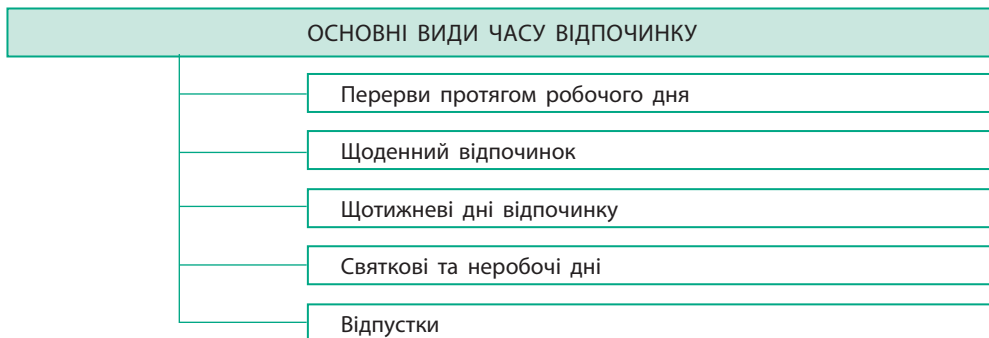 ОСНОВНІ ВИДИ ЧАСУ ВІДПОЧИНКУ
Перерви протягом робочого дня
Щоденний відпочинок
Щотижневі дні відпочинку
Святкові та неробочі дні
Відпустки